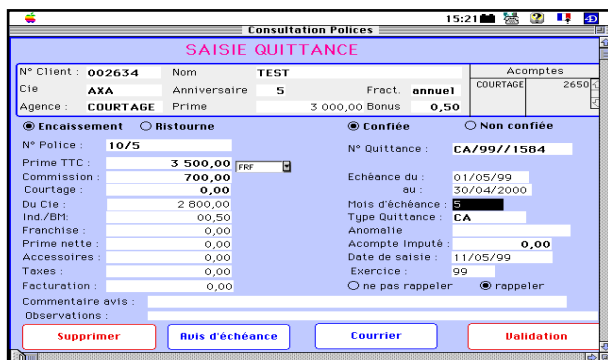 15:21
Consultation Polices
SAISIE QUITTANCE
N° Client : 002634 Nom TEST Acomptes
Cie AXA Anniversaire 5 Fract. annuel COURTAGE 2650
Agence : COURTAGE Prime 3 000,00 Bonus 0,50
Encaissement Ristourne Confiée Non confiée
N° Police : 10/5 N° Quittance : CA/99//1584
Prime TTC : 3 500,00 FRF
Commission : 700,00 Echéance du : 01/05/99
Courtage : 0,00 au : 30/04/2000
Du Cie : 2 800,00 Mois d'échéance : 5
Ind./BM: 00,50 Type Quittance : CA
Franchise : 0,00 Anomalie
Prime nette : 0,00 Acompte Imputé : 0,00
Accessoires : 0,00 Date de saisie : 11/05/99
Taxes : 0,00 Exercice : 99
Facturation : 0,00 ne pas rappeler rappeler
Commentaire avis :
Observations :
Supprimer Avis d'échéance Courrier Validation